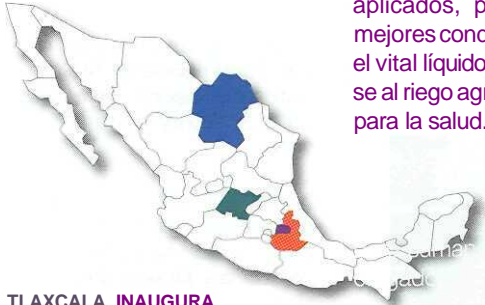 aplicados, p
mejores cond
el vital líquido
se al riego agr
para la salud.
TLAXCALA INAUGURA